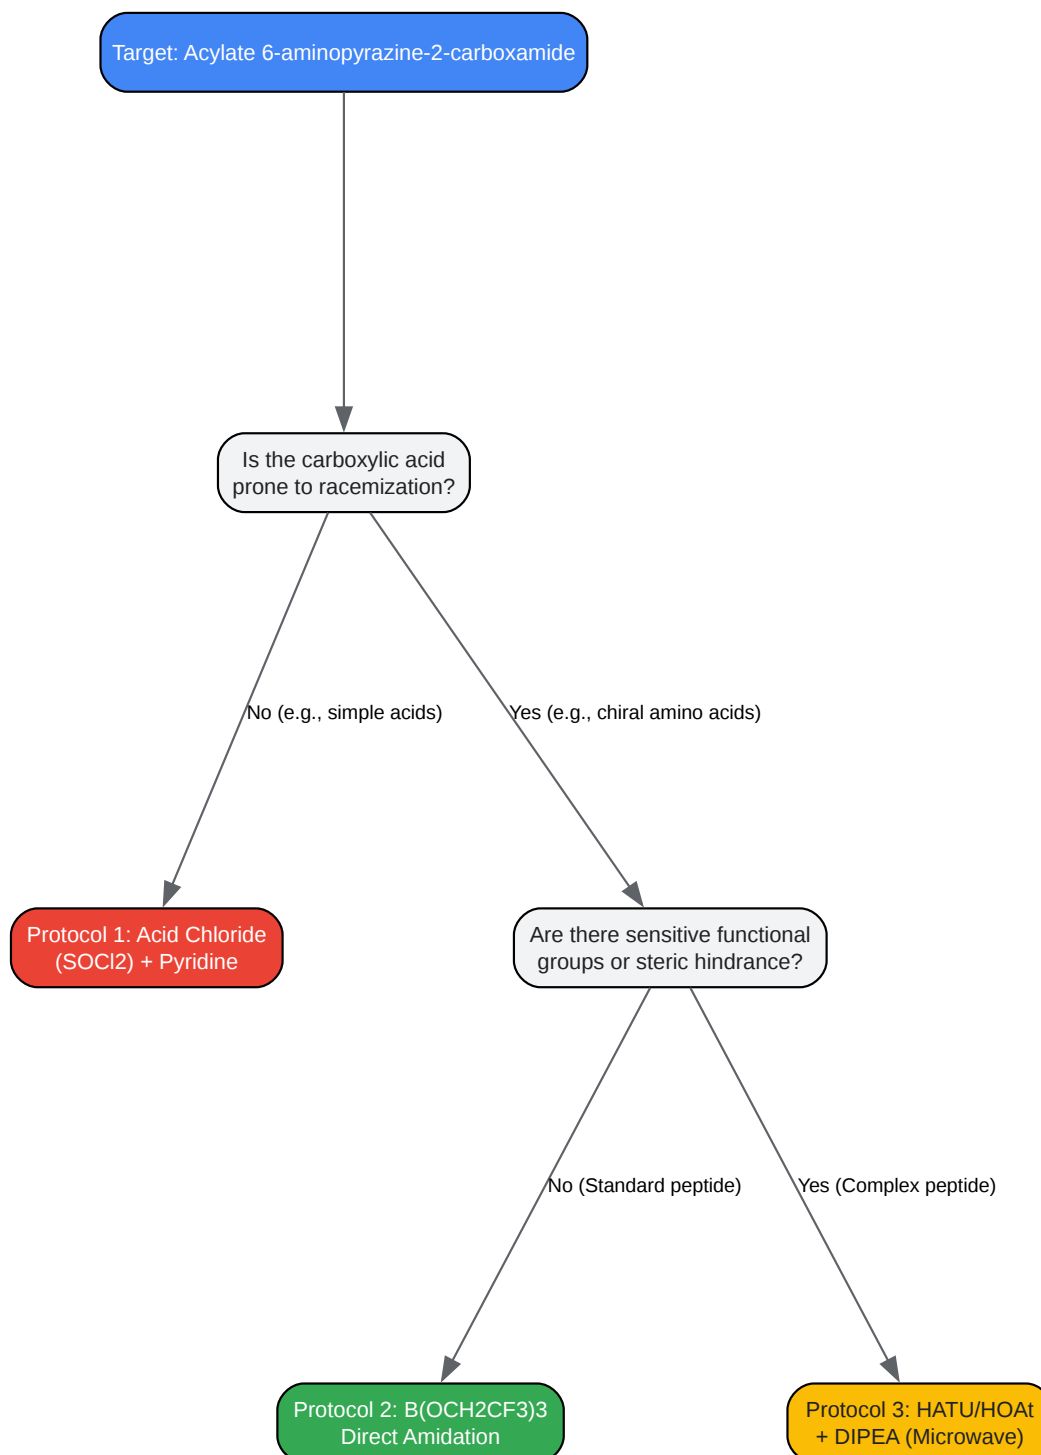 Target: Acylate 6-aminopyrazine-2-carboxamide
Is the carboxylic acid
prone to racemization?
No (e.g., simple acids)
Yes (e.g., chiral amino acids)
Protocol 1: Acid Chloride
(SOCl2) + Pyridine
Are there sensitive functional
groups or steric hindrance?
No (Standard peptide)
Yes (Complex peptide)
Protocol 2: B(OCH2CF3)3
Direct Amidation
Protocol 3: HATU/HOAt
+ DIPEA (Microwave)